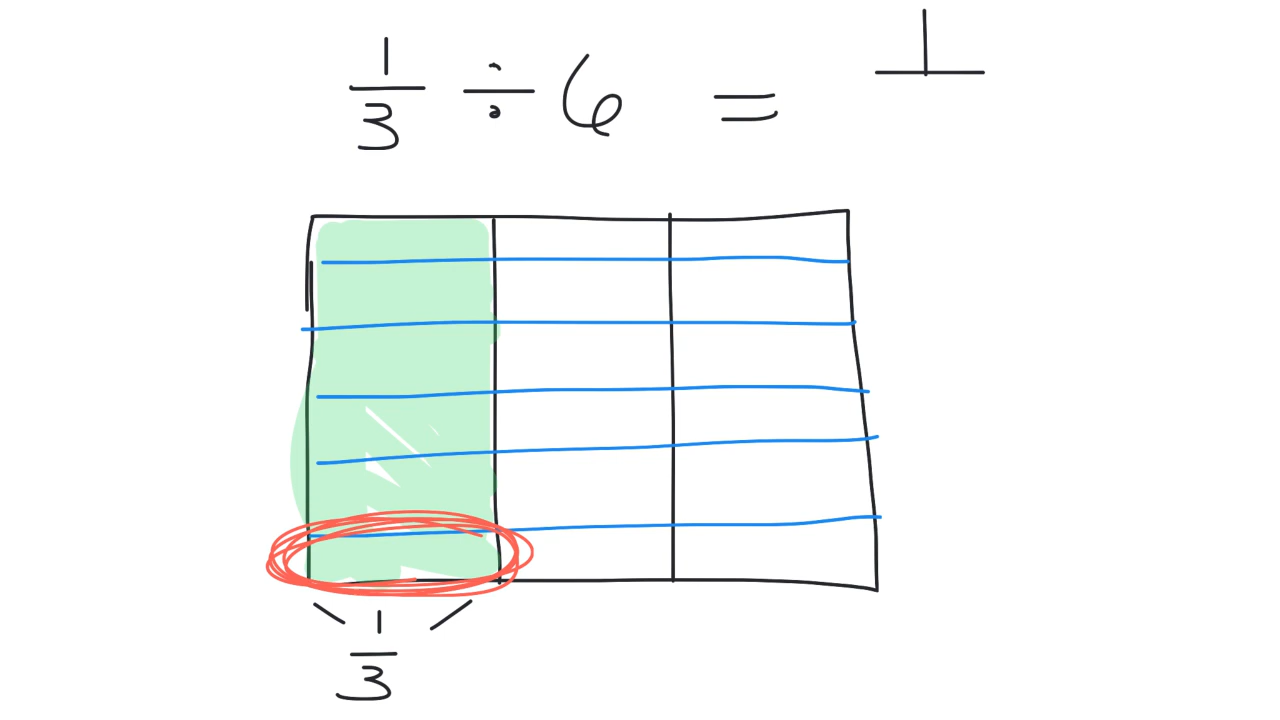 1/3 ÷ 6 = 1/
1/3